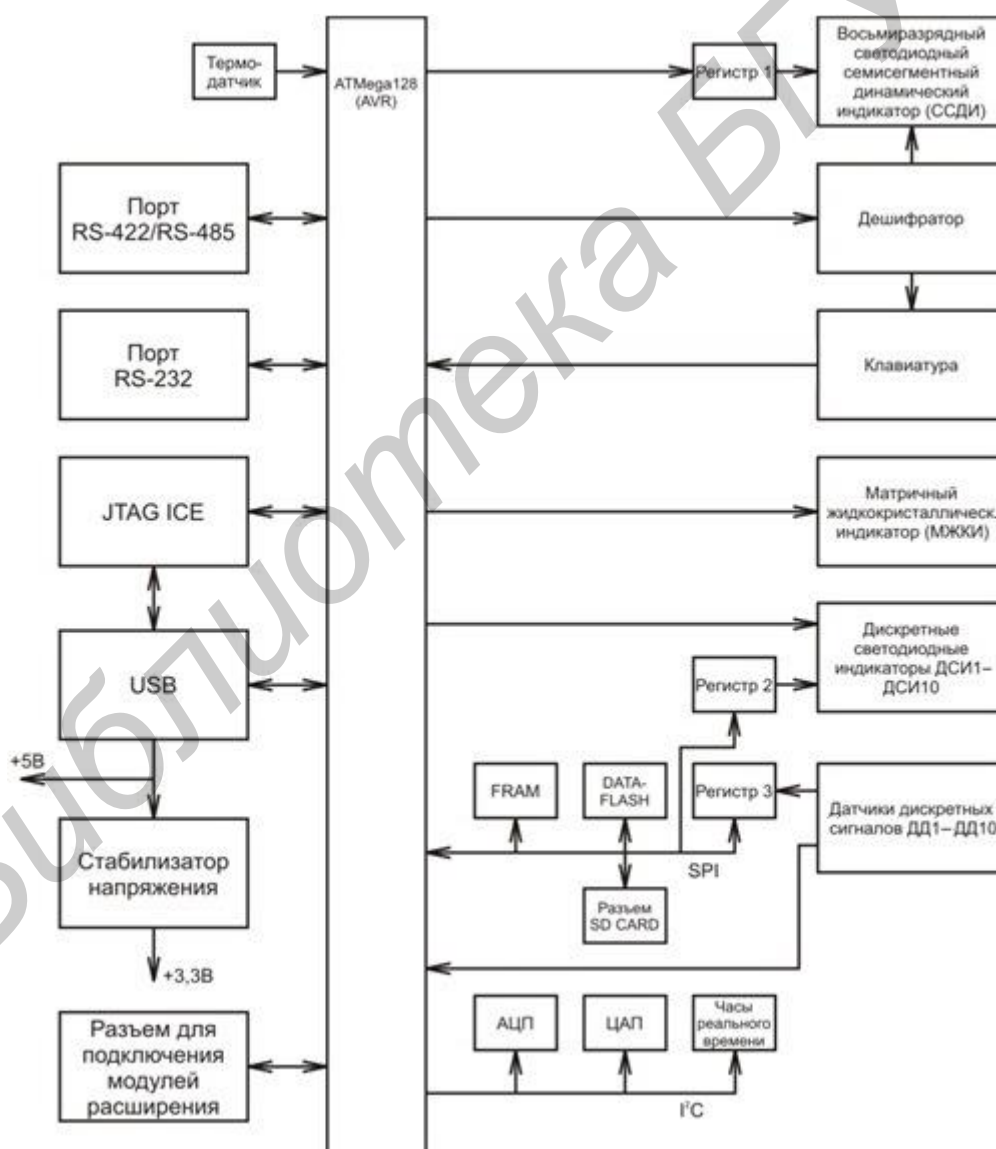 Термо-
датчик
ATMega128
(AVR)
Регистр 1
Восьмиразрядный
светодиодный
семисегментный
динамический
индикатор (ССДИ)
Порт
RS-422/RS-485
Дешифратор
Порт
RS-232
Клавиатура
JTAG ICE
Матричный
жидкокристаллическ
индикатор (МЖКИ)
USB
Регистр 2
Дискретные
светодиодные
индикаторы ДСИ1–
ДСИ10
+5В
FRAM
DATA-
FLASH
Регистр 3
Датчики дискретных
сигналов ДД1–ДД10
Стабилизатор
напряжения
SPI
Разъем
SD CARD
+3,3В
АЦП
ЦАП
Часы
реального
времени
Разъем для
подключения
модулей
расширения
I²C
Библиотека БГУ